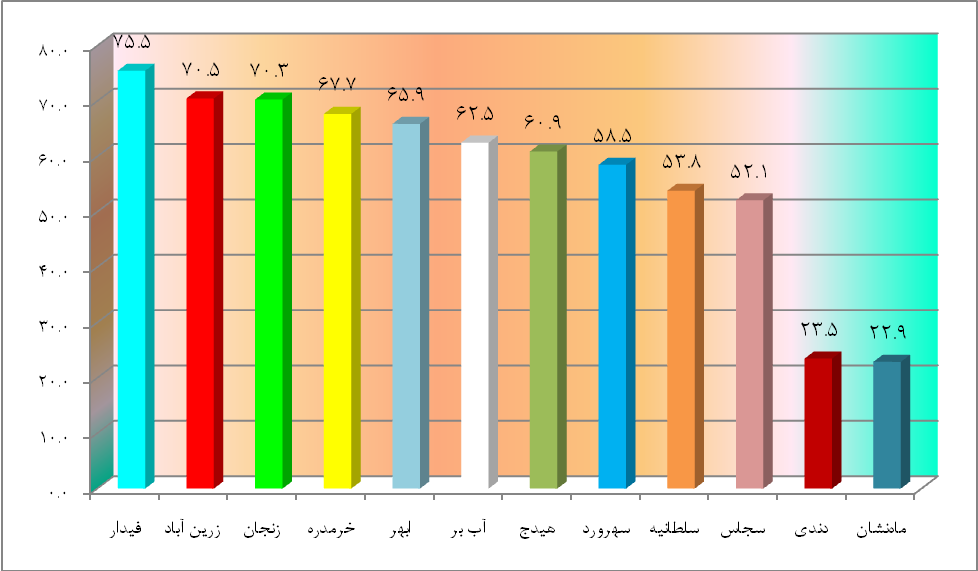 ۸۰.۰
۷۰.۰
۶۰.۰
۵۰.۰
۴۰.۰
۳۰.۰
۲۰.۰
۱۰.۰
۰.۰
۷۵.۵
۷۰.۵
۷۰.۳
۶۷.۷
۶۵.۹
۶۲.۵
۶۰.۹
۵۸.۵
۵۳.۸
۵۲.۱
۲۳.۵
۲۲.۹
قیدار
زرین آباد
زنجان
خرمدره
ابهر
آب بر
هیدج
سهرورد
سلطانیه
سجاس
دندی
ماهنشان